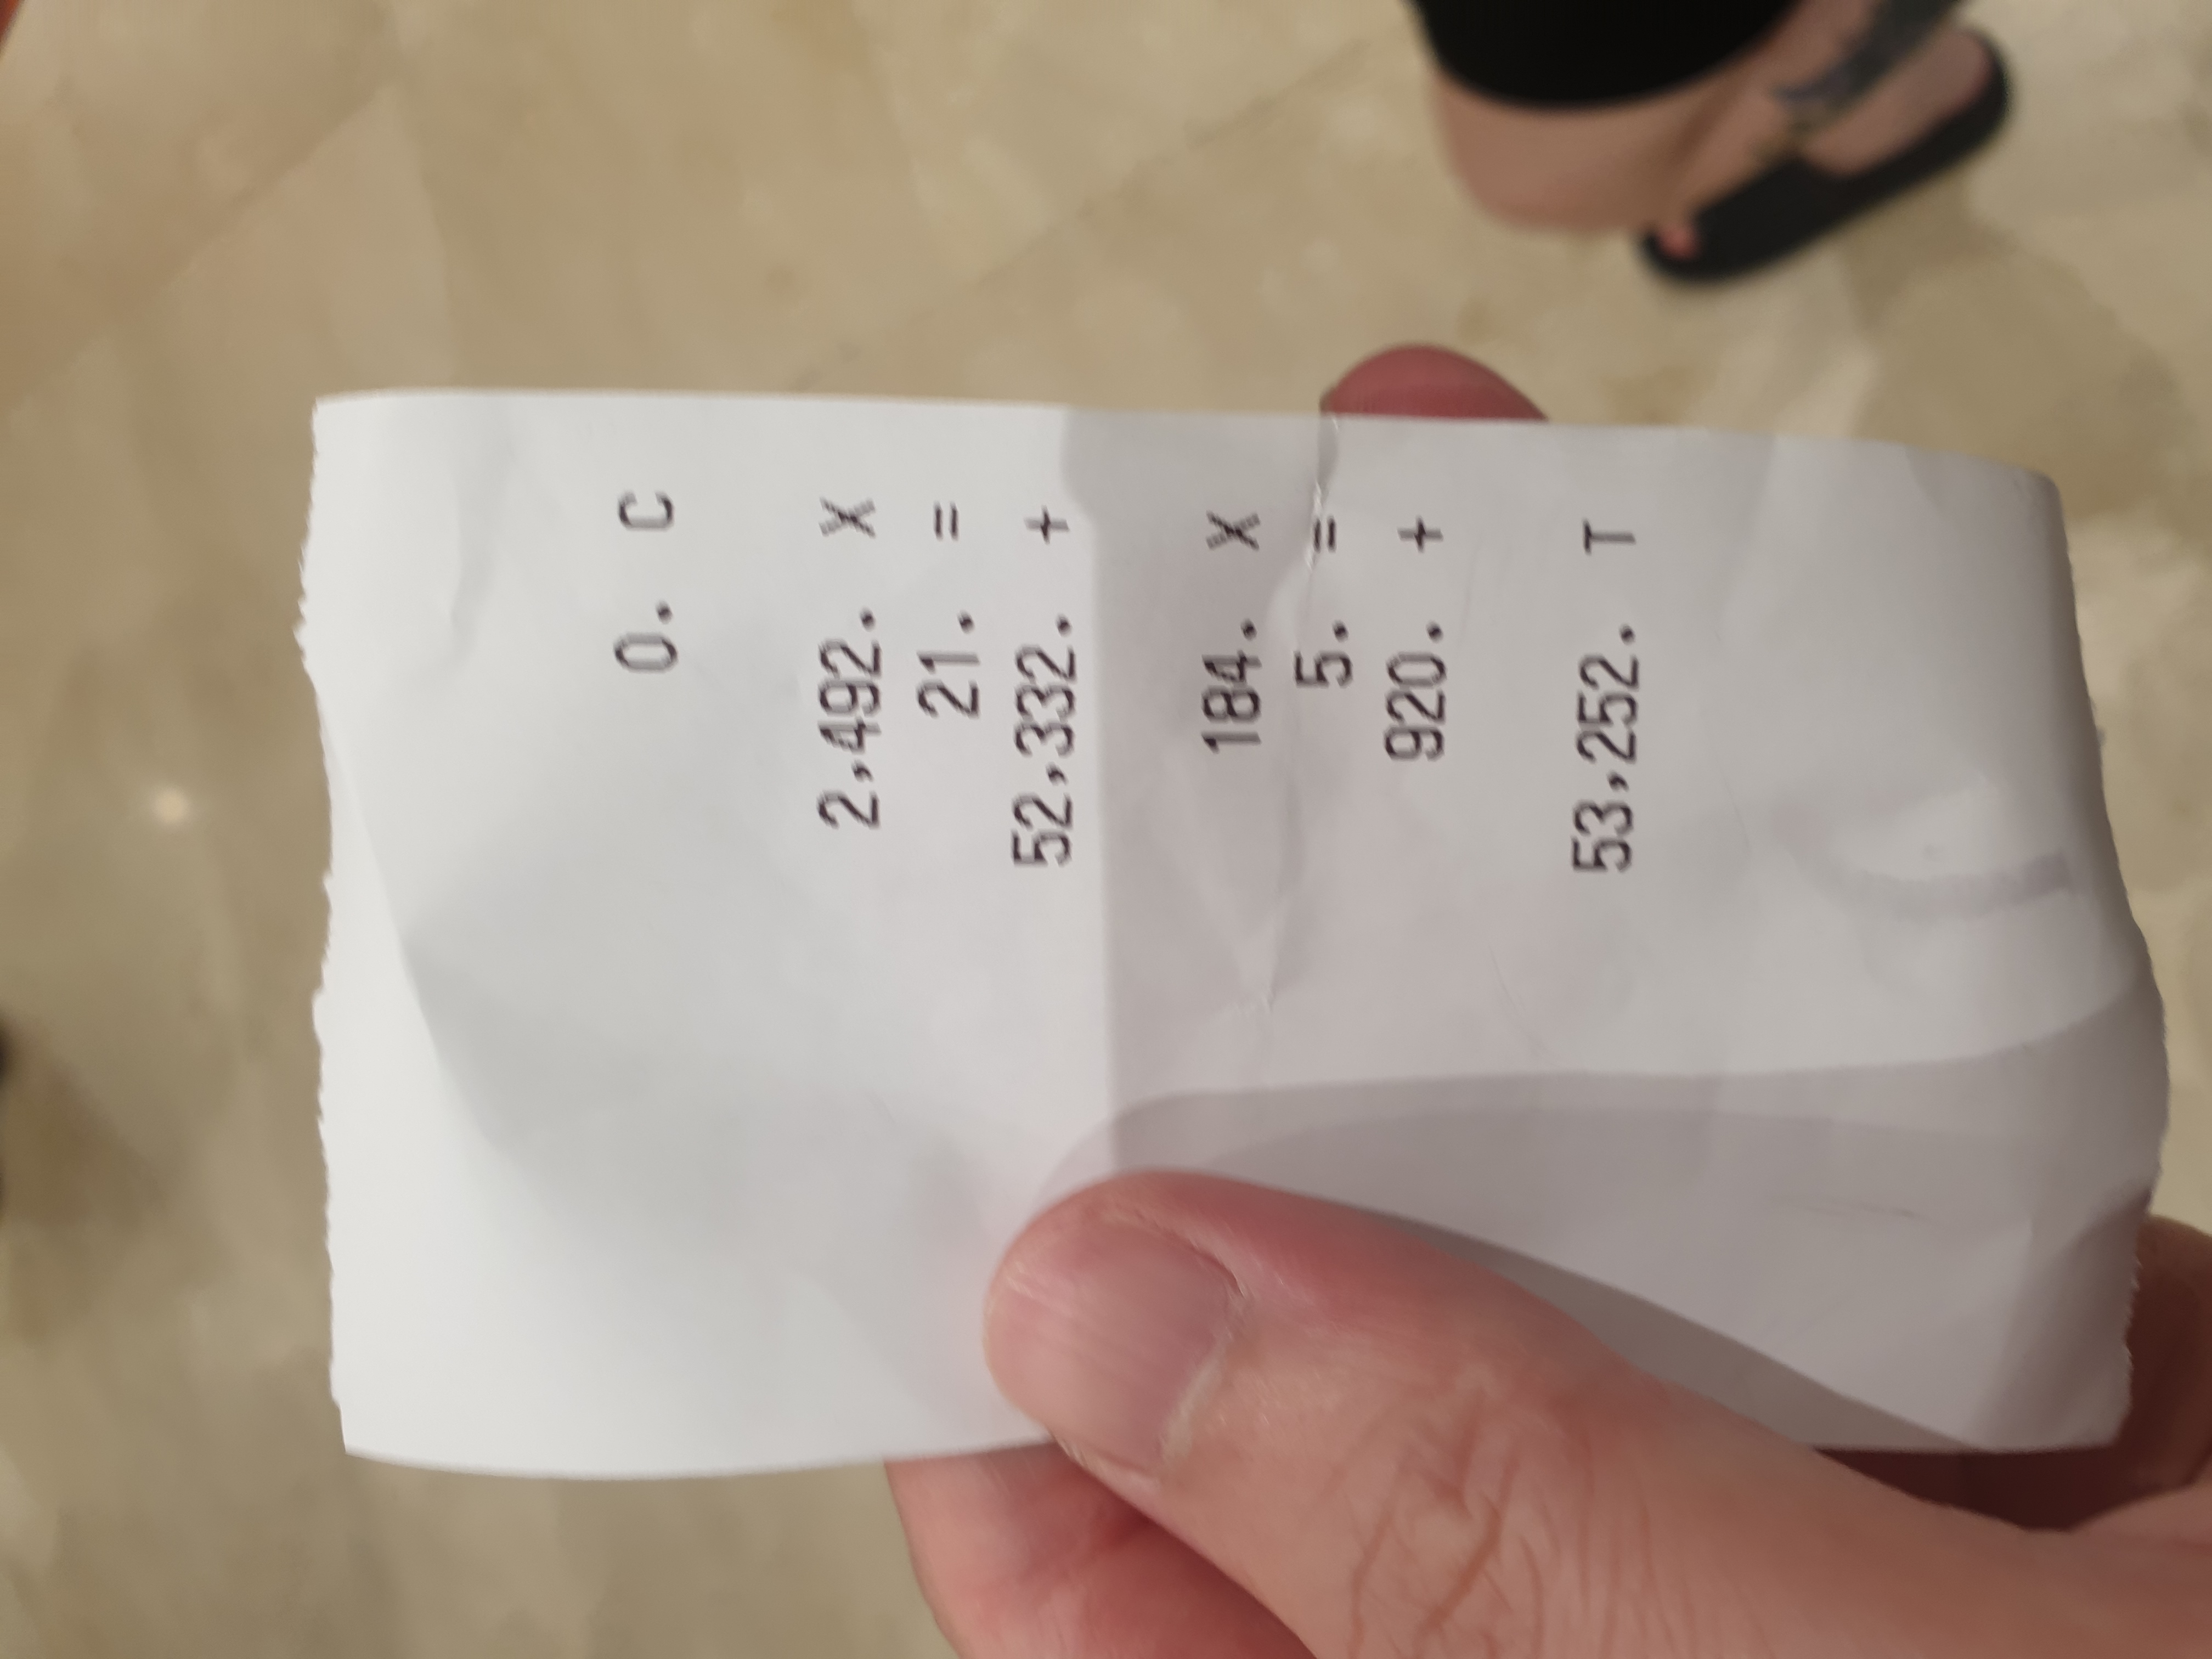 0. C
2,492. X
21. =
52,332. +
184. X
5. =
920. +
53,252. T